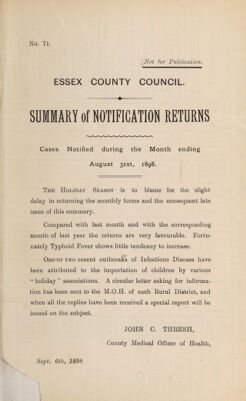 No. 71.
Not for Publication.
ESSEX COUNTY COUNCIL.
SUMMARY of NOTIFICATION RETURNS
Cases Notified during the Month ending
August 31st, 1898.
THE HOLIDAY SEASON is to blame for the slight
delay in returning the monthly forms and the consequent late
issue of this summary.
Compared with last month and with the corresponding
month of last year the returns are very favourable. Fortu-
nately Typhoid Fever shows little tendency to increase.
One or two recent outbreaks of Infectious Disease have
been attributed to the importation of children by various
"holiday" associations. A circular letter asking for informa-
tion has been sent to the M.O.H. of each Rural District, and
when all the replies have been received a special report will be
issued on the subject.
JOHN C. THRESH,
County Medical Officer of Health,
Sept. 6th, 1898